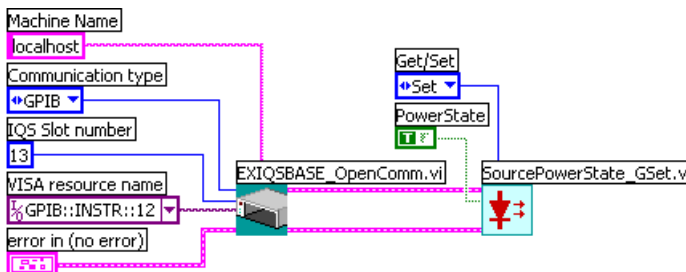 Machine Name
localhost
Communication type
GPIB
IQS Slot number
13
VISA resource name
GPIB::INSTR::12
error in (no error)
EXIQSBASE_OpenComm.vi
Get/Set
Set
PowerState
T
SourcePowerState_GSet.v